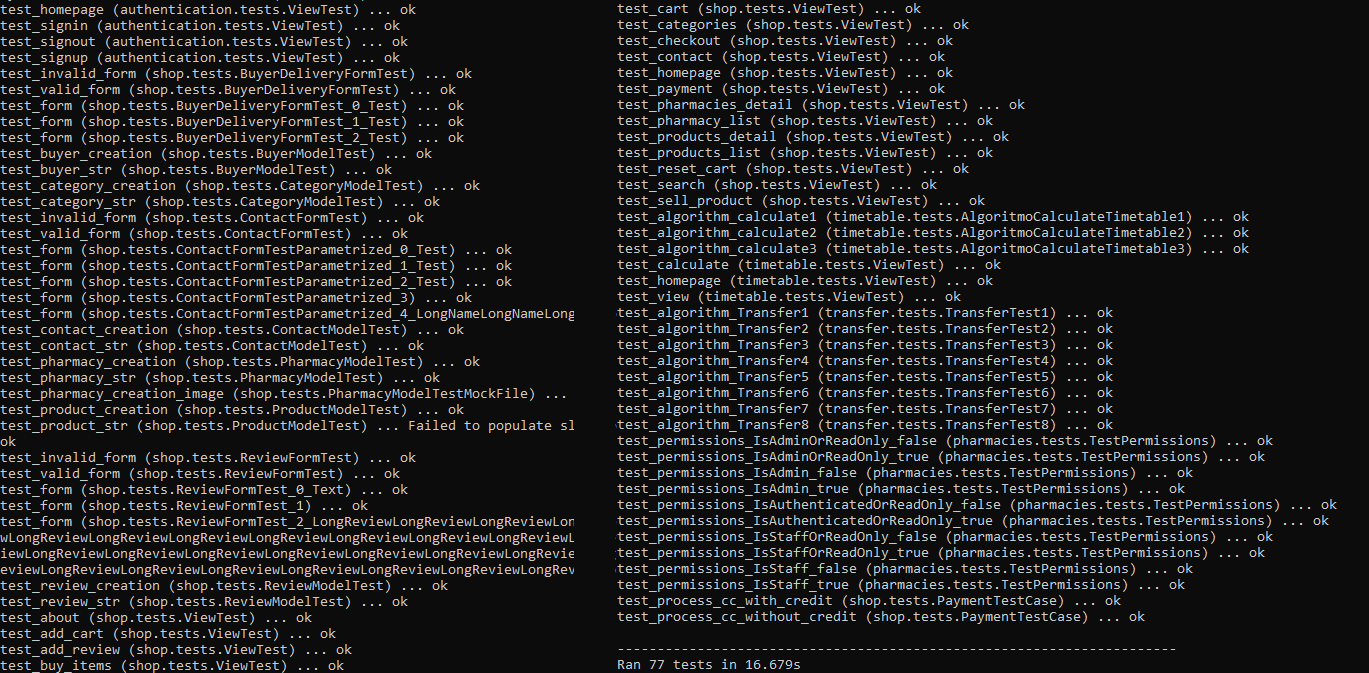 test_homepage (authentication.tests.ViewTest) ... ok
test_signin (authentication.tests.ViewTest) ... ok
test_signout (authentication.tests.ViewTest) ... ok
test_signup (authentication.tests.ViewTest) ... ok
test_invalid_form (shop.tests.BuyerDeliveryFormTest) ... ok
test_valid_form (shop.tests.BuyerDeliveryFormTest) ... ok
test_form (shop.tests.BuyerDeliveryFormTest_0_Test) ... ok
test_form (shop.tests.BuyerDeliveryFormTest_1_Test) ... ok
test_form (shop.tests.BuyerDeliveryFormTest_2_Test) ... ok
test_buyer_creation (shop.tests.BuyerModelTest) ... ok
test_buyer_str (shop.tests.BuyerModelTest) ... ok
test_category_creation (shop.tests.CategoryModelTest) ... ok
test_category_str (shop.tests.CategoryModelTest) ... ok
test_invalid_form (shop.tests.ContactFormTest) ... ok
test_valid_form (shop.tests.ContactFormTest) ... ok
test_form (shop.tests.ContactFormTestParametrized_0_Test) ... ok
test_form (shop.tests.ContactFormTestParametrized_1_Test) ... ok
test_form (shop.tests.ContactFormTestParametrized_2_Test) ... ok
test_form (shop.tests.ContactFormTestParametrized_3) ... ok
test_form (shop.tests.ContactFormTestParametrized_4_LongNameLongNameLong
test_contact_creation (shop.tests.ContactModelTest) ... ok
test_contact_str (shop.tests.ContactModelTest) ... ok
test_pharmacy_creation (shop.tests.PharmacyModelTest) ... ok
test_pharmacy_str (shop.tests.PharmacyModelTest) ... ok
test_pharmacy_creation_image (shop.tests.PharmacyModelTestMockFile) ...
test_product_creation (shop.tests.ProductModelTest) ... ok
test_product_str (shop.tests.ProductModelTest) ... Failed to populate sl
ok
test_invalid_form (shop.tests.ReviewFormTest) ... ok
test_valid_form (shop.tests.ReviewFormTest) ... ok
test_form (shop.tests.ReviewFormTest_0_Text) ... ok
test_form (shop.tests.ReviewFormTest_1) ... ok
test_form (shop.tests.ReviewFormTest_2_LongReviewLongReviewLongReviewLon
wLongReviewLongReviewLongReviewLongReviewLongReviewLongReviewLongReviewL
iewLongReviewLongReviewLongReviewLongReviewLongReviewLongReviewLongRevie
eviewLongReviewLongReviewLongReviewLongReviewLongReviewLongReviewLongRev
test_review_creation (shop.tests.ReviewModelTest) ... ok
test_review_str (shop.tests.ReviewModelTest) ... ok
test_about (shop.tests.ViewTest) ... ok
test_add_cart (shop.tests.ViewTest) ... ok
test_add_review (shop.tests.ViewTest) ... ok
test_buy_items (shop.tests.ViewTest) ... ok
test_cart (shop.tests.ViewTest) ... ok
test_categories (shop.tests.ViewTest) ... ok
test_checkout (shop.tests.ViewTest) ... ok
test_contact (shop.tests.ViewTest) ... ok
test_homepage (shop.tests.ViewTest) ... ok
test_payment (shop.tests.ViewTest) ... ok
test_pharmacies_detail (shop.tests.ViewTest) ... ok
test_pharmacy_list (shop.tests.ViewTest) ... ok
test_products_detail (shop.tests.ViewTest) ... ok
test_products_list (shop.tests.ViewTest) ... ok
test_reset_cart (shop.tests.ViewTest) ... ok
test_search (shop.tests.ViewTest) ... ok
test_sell_product (shop.tests.ViewTest) ... ok
test_algorithm_calculate1 (timetable.tests.AlgoritmoCalculateTimetable1) ... ok
test_algorithm_calculate2 (timetable.tests.AlgoritmoCalculateTimetable2) ... ok
test_algorithm_calculate3 (timetable.tests.AlgoritmoCalculateTimetable3) ... ok
test_calculate (timetable.tests.ViewTest) ... ok
test_homepage (timetable.tests.ViewTest) ... ok
test_view (timetable.tests.ViewTest) ... ok
test_algorithm_Transfer1 (transfer.tests.TransferTest1) ... ok
test_algorithm_Transfer2 (transfer.tests.TransferTest2) ... ok
test_algorithm_Transfer3 (transfer.tests.TransferTest3) ... ok
test_algorithm_Transfer4 (transfer.tests.TransferTest4) ... ok
test_algorithm_Transfer5 (transfer.tests.TransferTest5) ... ok
test_algorithm_Transfer6 (transfer.tests.TransferTest6) ... ok
test_algorithm_Transfer7 (transfer.tests.TransferTest7) ... ok
test_algorithm_Transfer8 (transfer.tests.TransferTest8) ... ok
test_permissions_IsAdminOrReadOnly_false (pharmacies.tests.TestPermissions) ... ok
test_permissions_IsAdminOrReadOnly_true (pharmacies.tests.TestPermissions) ... ok
test_permissions_IsAdmin_false (pharmacies.tests.TestPermissions) ... ok
test_permissions_IsAdmin_true (pharmacies.tests.TestPermissions) ... ok
test_permissions_IsAuthenticatedOrReadOnly_false (pharmacies.tests.TestPermissions) ... ok
test_permissions_IsAuthenticatedOrReadOnly_true (pharmacies.tests.TestPermissions) ... ok
test_permissions_IsStaffOrReadOnly_false (pharmacies.tests.TestPermissions) ... ok
test_permissions_IsStaffOrReadOnly_true (pharmacies.tests.TestPermissions) ... ok
test_permissions_IsStaff_false (pharmacies.tests.TestPermissions) ... ok
test_permissions_IsStaff_true (pharmacies.tests.TestPermissions) ... ok
test_process_cc_with_credit (shop.tests.PaymentTestCase) ... ok
test_process_cc_without_credit (shop.tests.PaymentTestCase) ... ok
----------------------------------------------------------------------
Ran 77 tests in 16.679s